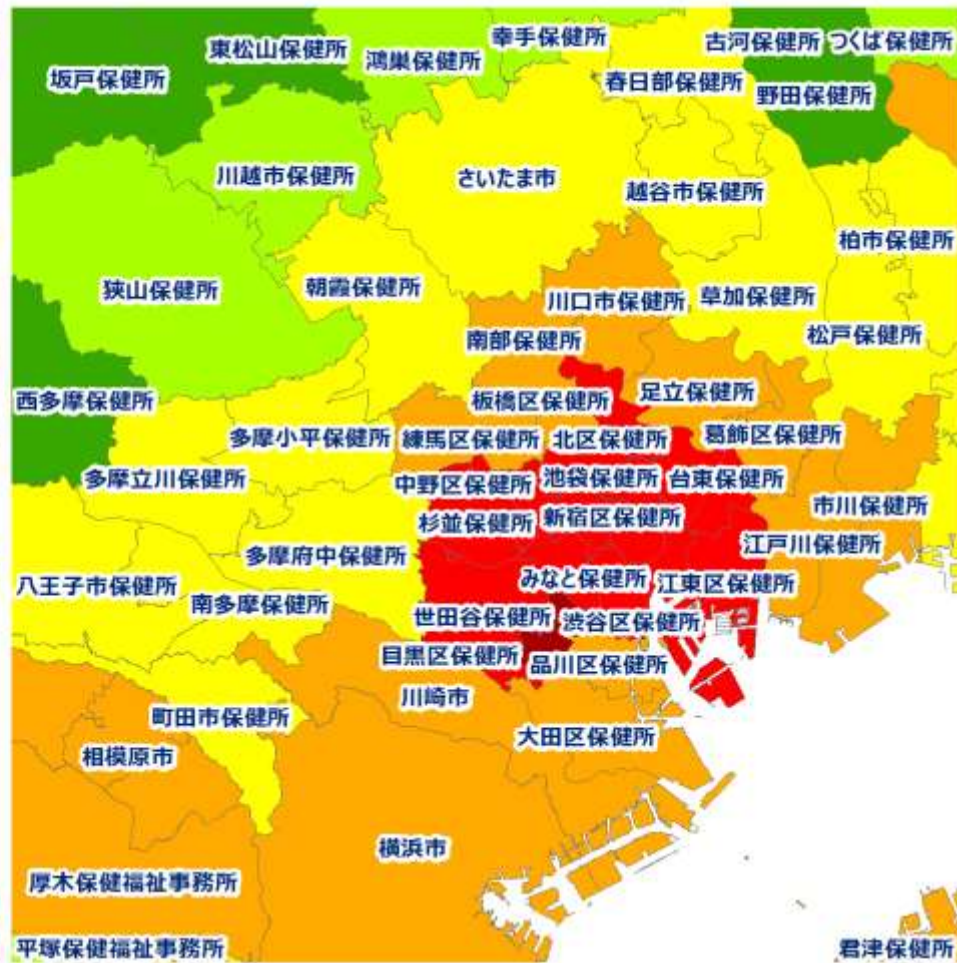 幸手保健所
東松山保健所
鴻巣保健所
古河保健所
つくば保健所
坂戸保健所
春日部保健所
野田保健所
川越市保健所
さいたま市
越谷市保健所
柏市保健所
狭山保健所
朝霞保健所
川口市保健所
草加保健所
南部保健所
松戸保健所
西多摩保健所
板橋区保健所
足立保健所
多摩小平保健所
練馬区保健所
北区保健所
葛飾区保健所
多摩立川保健所
中野区保健所
池袋保健所
台東保健所
杉並保健所
新宿区保健所
市川保健所
多摩府中保健所
江戸川保健所
八王子市保健所
みなと保健所
江東区保健所
南多摩保健所
世田谷保健所
渋谷区保健所
目黒区保健所
品川区保健所
川崎市
町田市保健所
大田区保健所
相模原市
横浜市
厚木保健福祉事務所
平塚保健福祉事務所
君津保健所